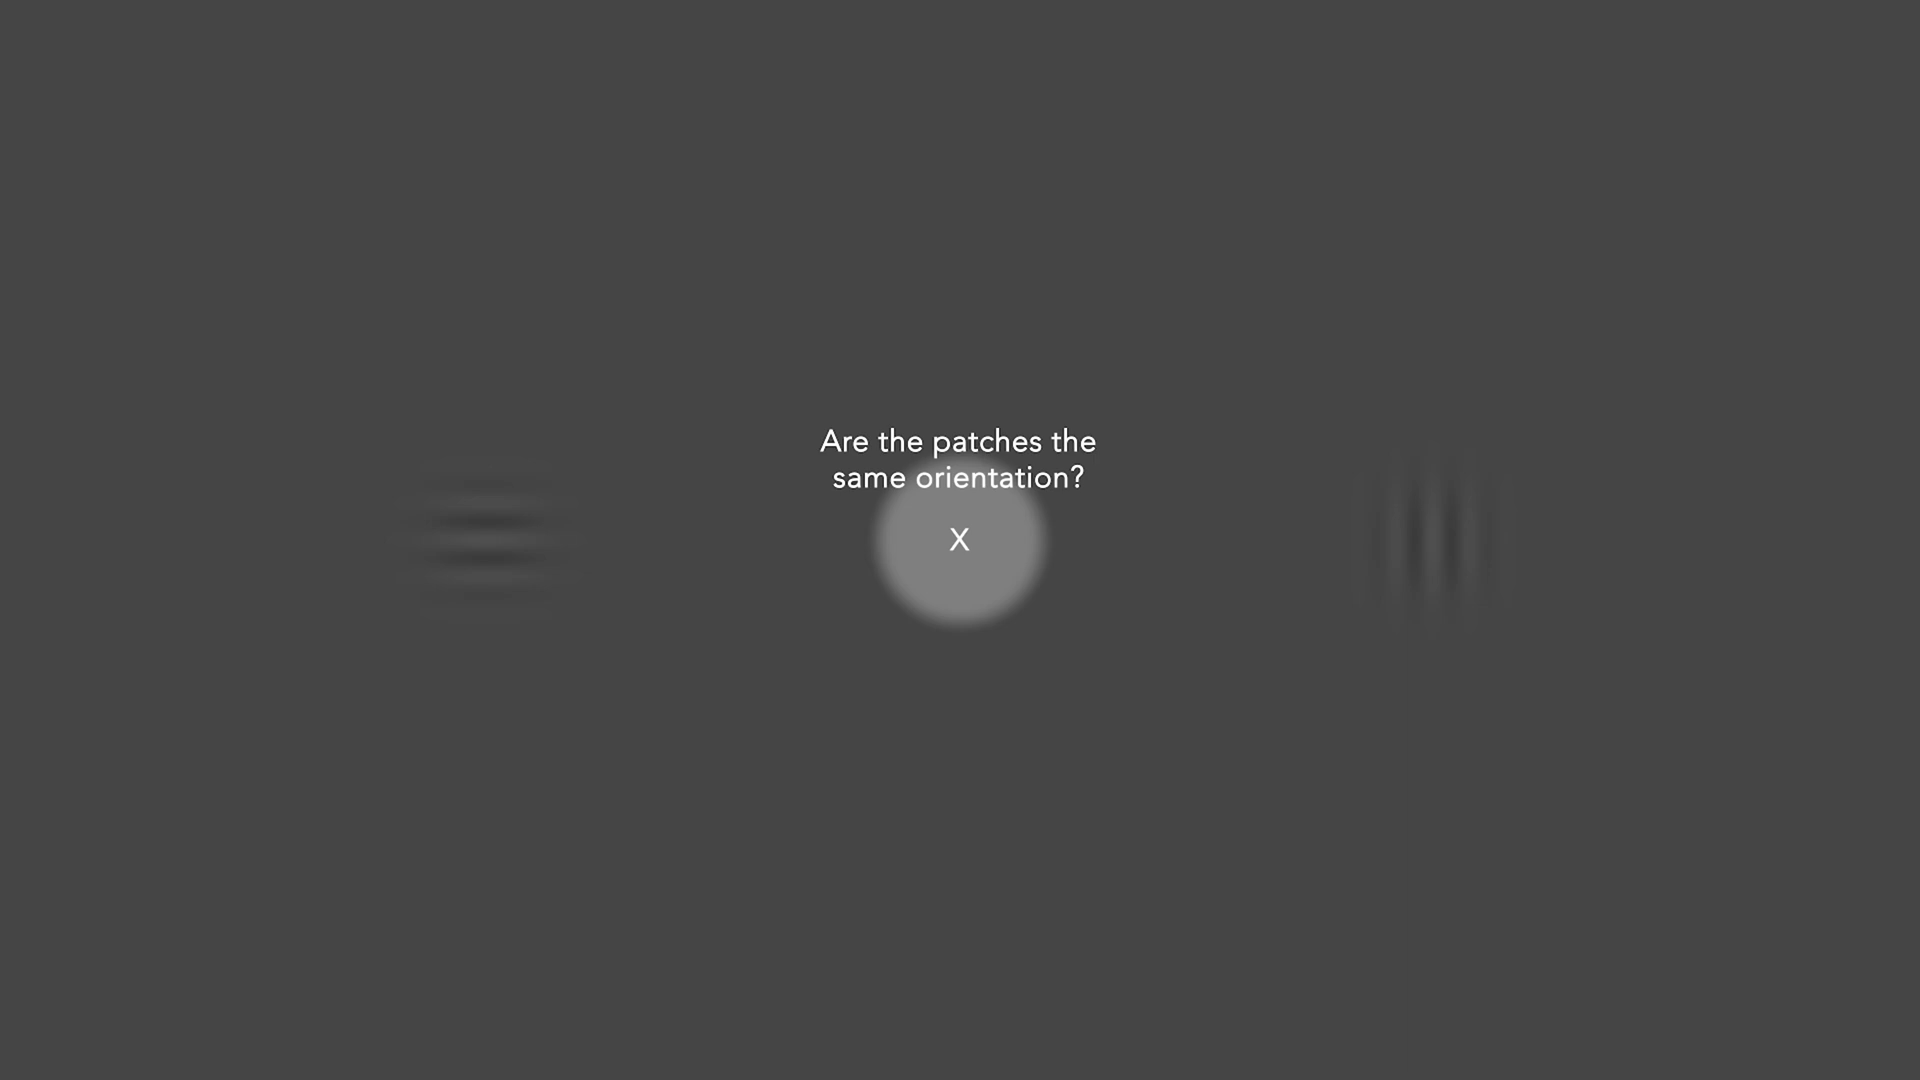 Are the patches the
same orientation?
X